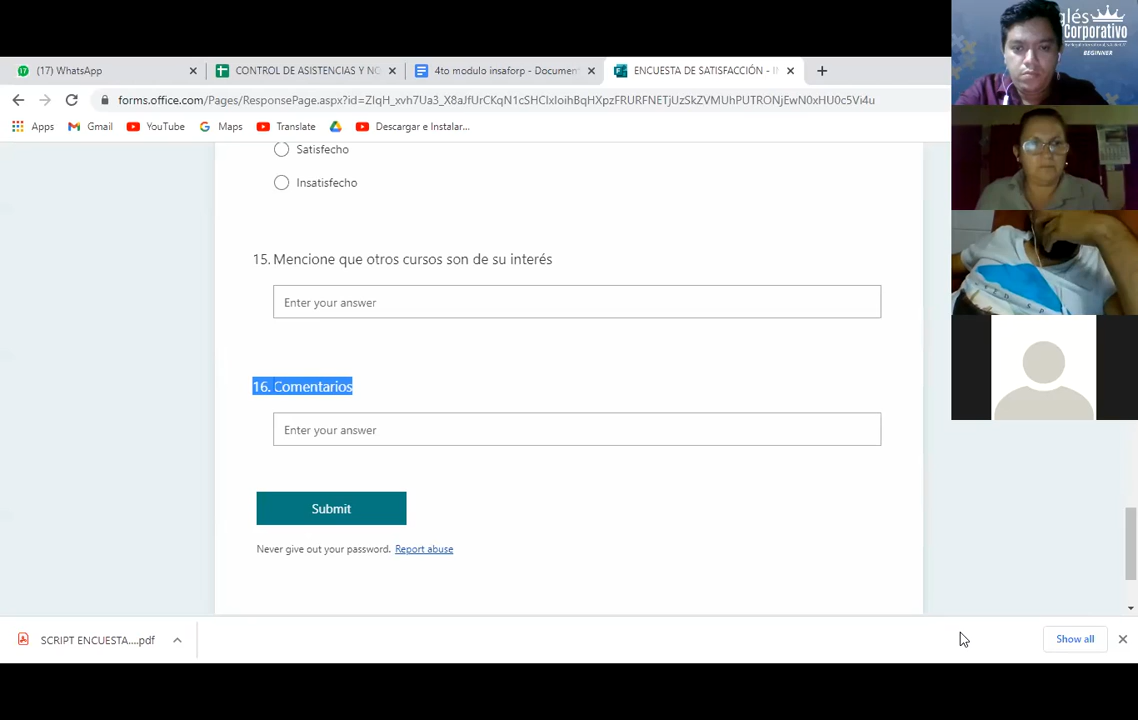 (17) WhatsApp
CONTROL DE ASISTENCIAS Y NO
4to modulo insaforp - Document
ENCUESTA DE SATISFACCIÓN - I
forms.office.com/Pages/ResponsePage.aspx?id=ZIqH_xvh7Ua3_X8aJfUrCKqN1cSHCIxIoihBqHXpzFRURFNETjUzSkZVMUhPUTRONjEwN0xHU0c5Vi4u
Apps
Gmail
YouTube
Maps
Translate
Descargar e Instalar...
Satisfecho
Insatisfecho
15. Mencione que otros cursos son de su interés
Enter your answer
16. Comentarios
Enter your answer
Submit
Never give out your password. Report abuse
SCRIPT ENCUESTA....pdf
Show all
glés
Corporativo
BEGINNER